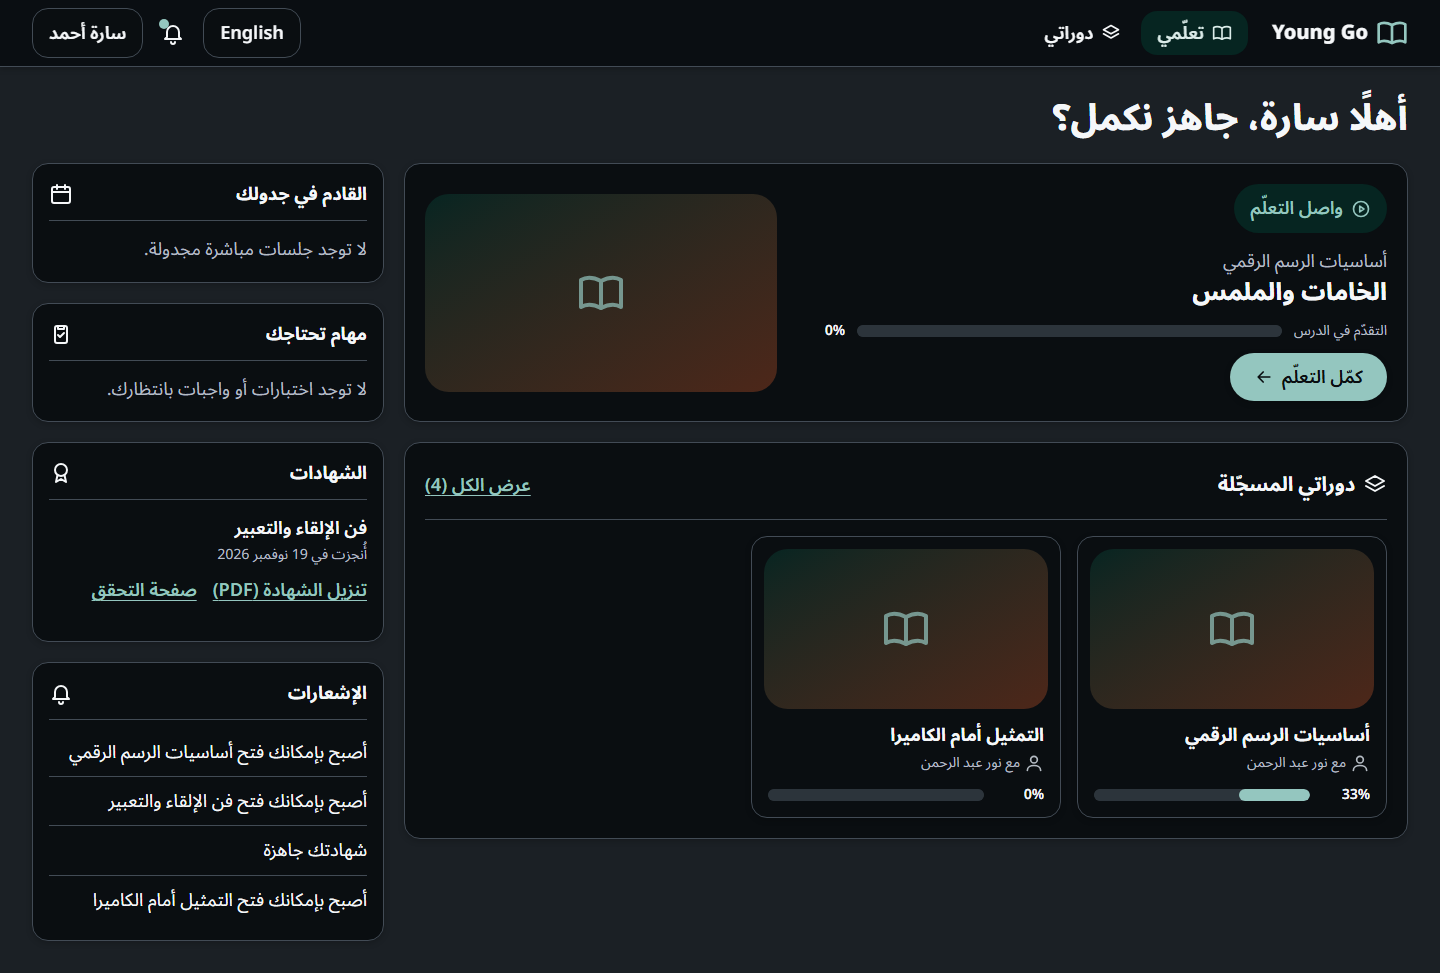 Young Go
تعلّمي
دوراتي
English
سارة أحمد
أهلًا سارة، جاهز نكمل؟
واصل التعلّم
أساسيات الرسم الرقمي
الخامات والملمس
التقدّم في الدرس
0%
كمّل التعلّم
دوراتي المسجّلة
عرض الكل (4)
أساسيات الرسم الرقمي
مع نور عبد الرحمن
33%
التمثيل أمام الكاميرا
مع نور عبد الرحمن
0%
القادم في جدولك
لا توجد جلسات مباشرة مجدولة.
مهام تحتاجك
لا توجد اختبارات أو واجبات بانتظارك.
الشهادات
فن الإلقاء والتعبير
أُنجزت في 19 نوفمبر 2026
تنزيل الشهادة (PDF)
صفحة التحقق
الإشعارات
أصبح بإمكانك فتح أساسيات الرسم الرقمي
أصبح بإمكانك فتح فن الإلقاء والتعبير
شهادتك جاهزة
أصبح بإمكانك فتح التمثيل أمام الكاميرا